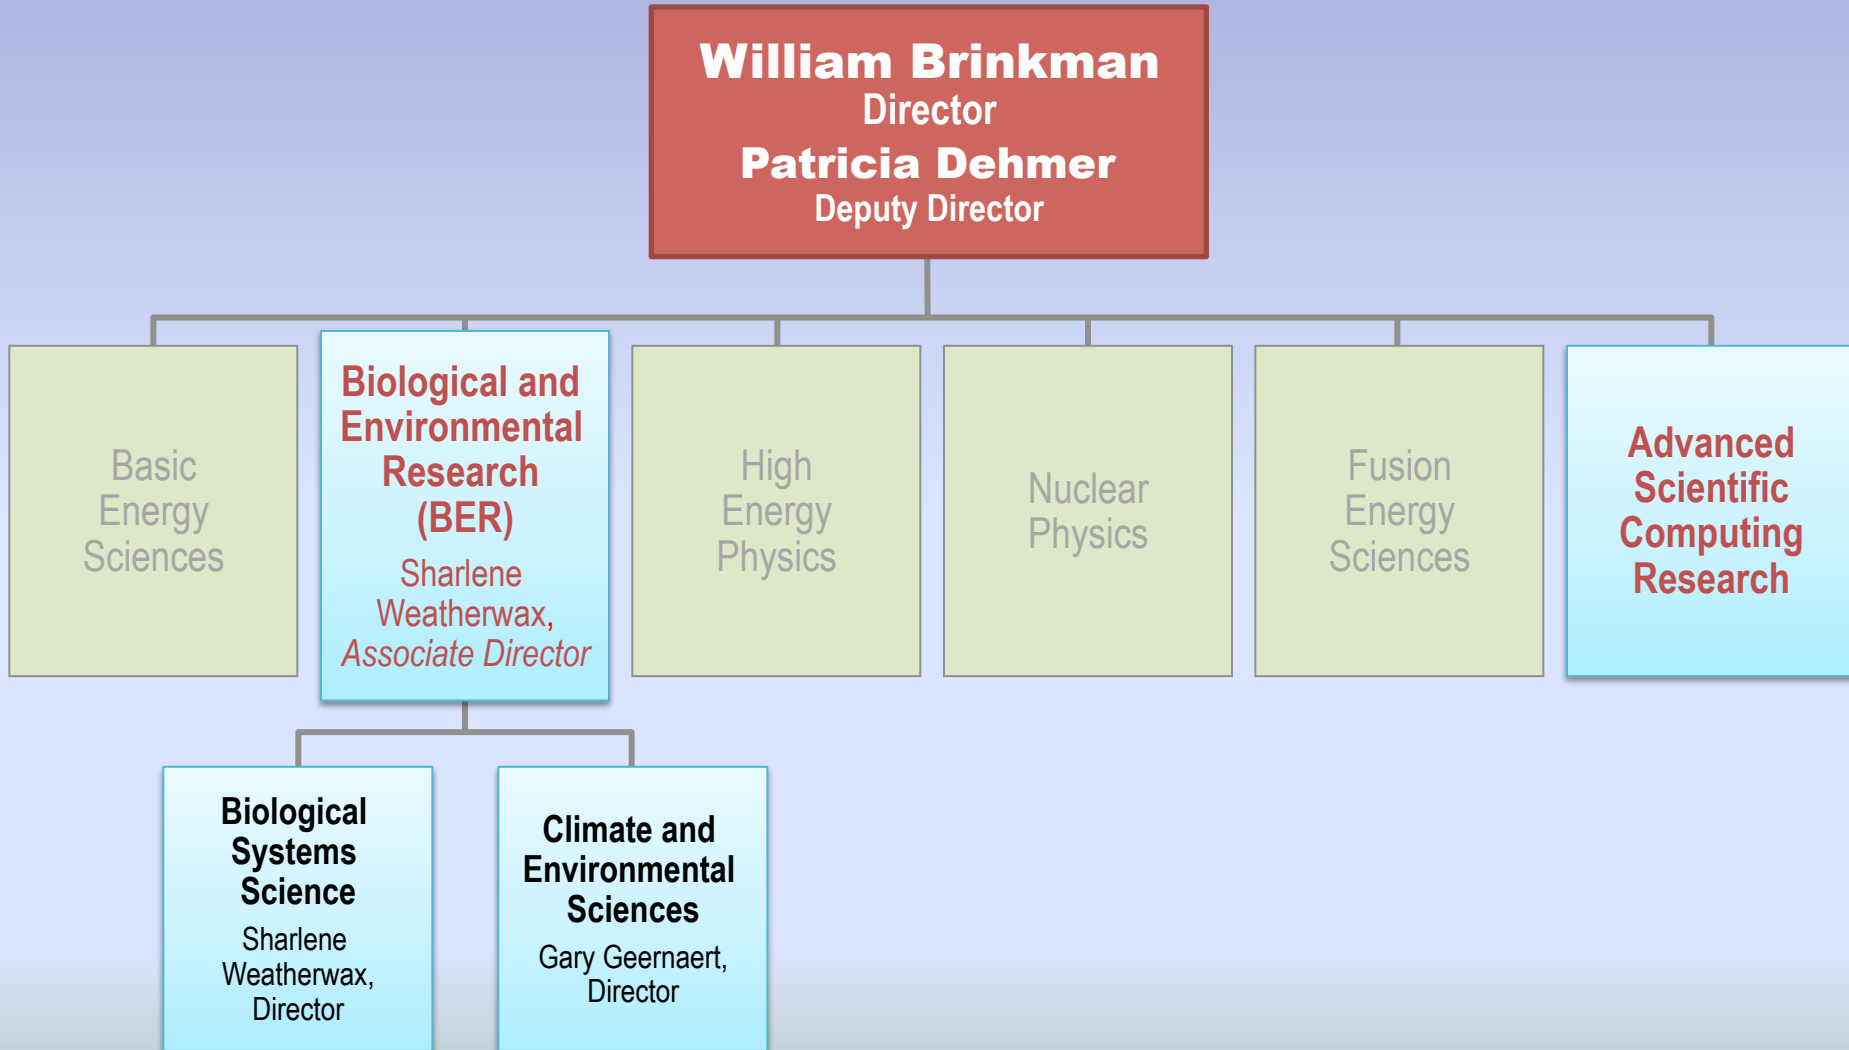 William Brinkman
Director
Patricia Dehmer
Deputy Director
Basic
Energy
Sciences
Biological and
Environmental
Research
(BER)
Sharlene
Weatherwax,
Associate Director
High
Energy
Physics
Nuclear
Physics
Fusion
Energy
Sciences
Advanced
Scientific
Computing
Research
Biological
Systems
Science
Sharlene
Weatherwax,
Director
Climate and
Environmental
Sciences
Gary Geernaert,
Director